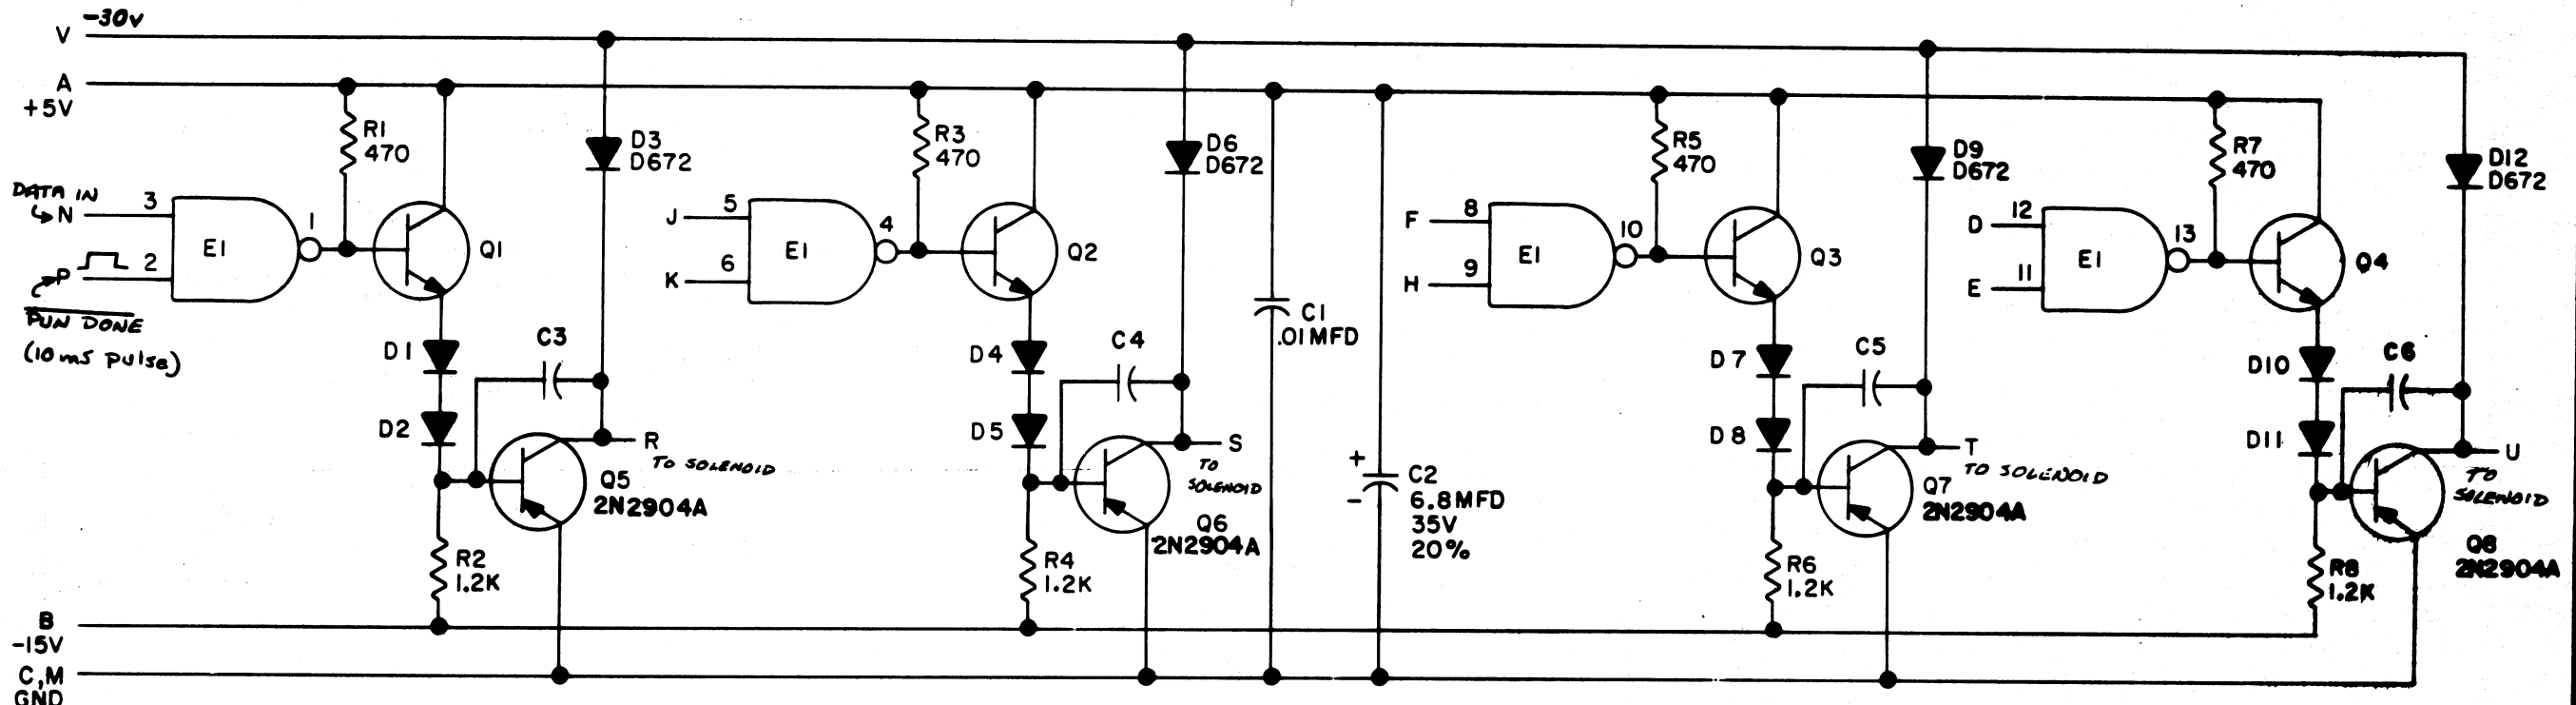 -30v
V
A
+5V
R1
470
D3
D672
R3
470
D6
D672
R5
470
D9
D672
R7
470
D12
D672
DATA IN
N
3
2
P
E1
1
Q1
PUN DONE
(10 ms pulse)
J
5
K
6
E1
4
Q2
F
8
H
9
E1
10
Q3
D
12
E
11
E1
13
Q4
C1
.01MFD
D1
D2
C3
R
TO SOLENOID
Q5
2N2904A
D4
D5
C4
S
TO
SOLENOID
Q6
2N2904A
+
-
C2
6.8MFD
35V
20%
D7
D8
C5
T
TO SOLENOID
Q7
2N2904A
D10
D11
C6
U
TO
SOLENOID
Q8
2N2904A
R2
1.2K
R4
1.2K
R6
1.2K
R8
1.2K
B
-15V
C,M
GND